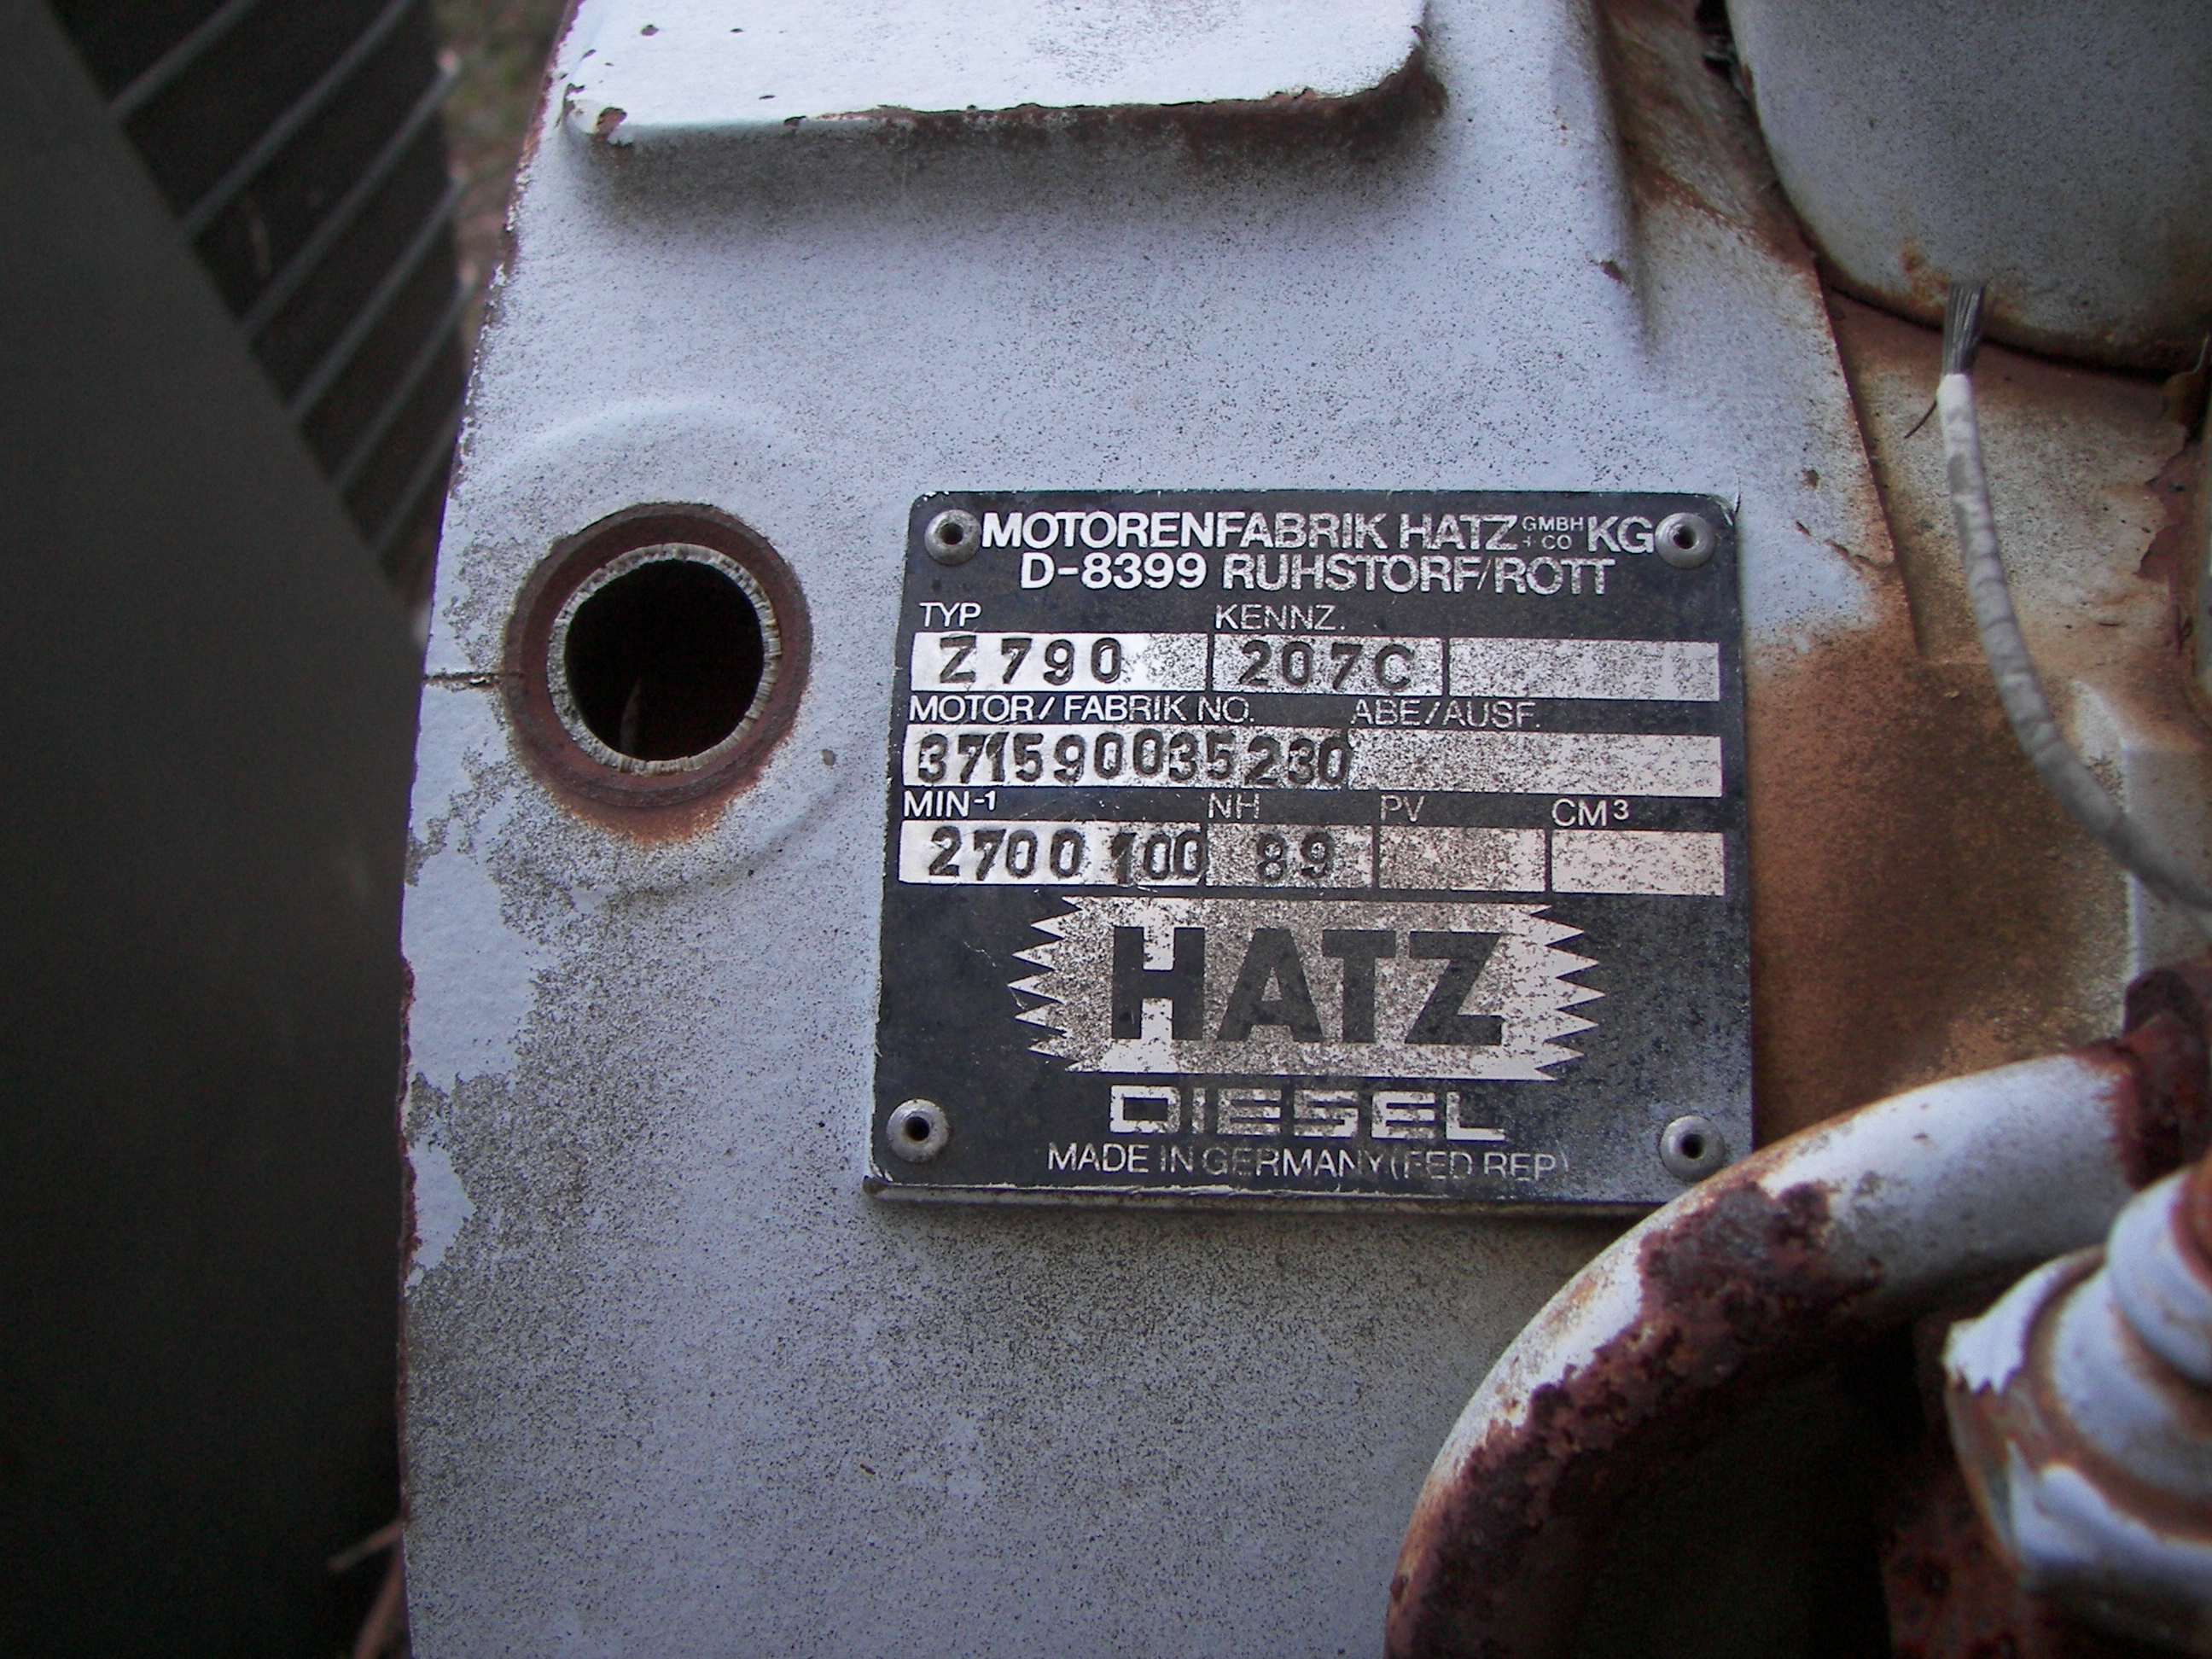 MOTORENFABRIK HATZ GMBH + CO KG
D-8399 RUHSTORF/ROTT
TYP KENNZ.
Z 790 207C
MOTOR/FABRIK NO. ABE/AUSF.
371590035230
MIN-1 NH PV CM3
2700 100 89
HATZ
DIESEL
MADE IN GERMANY (FED REP)